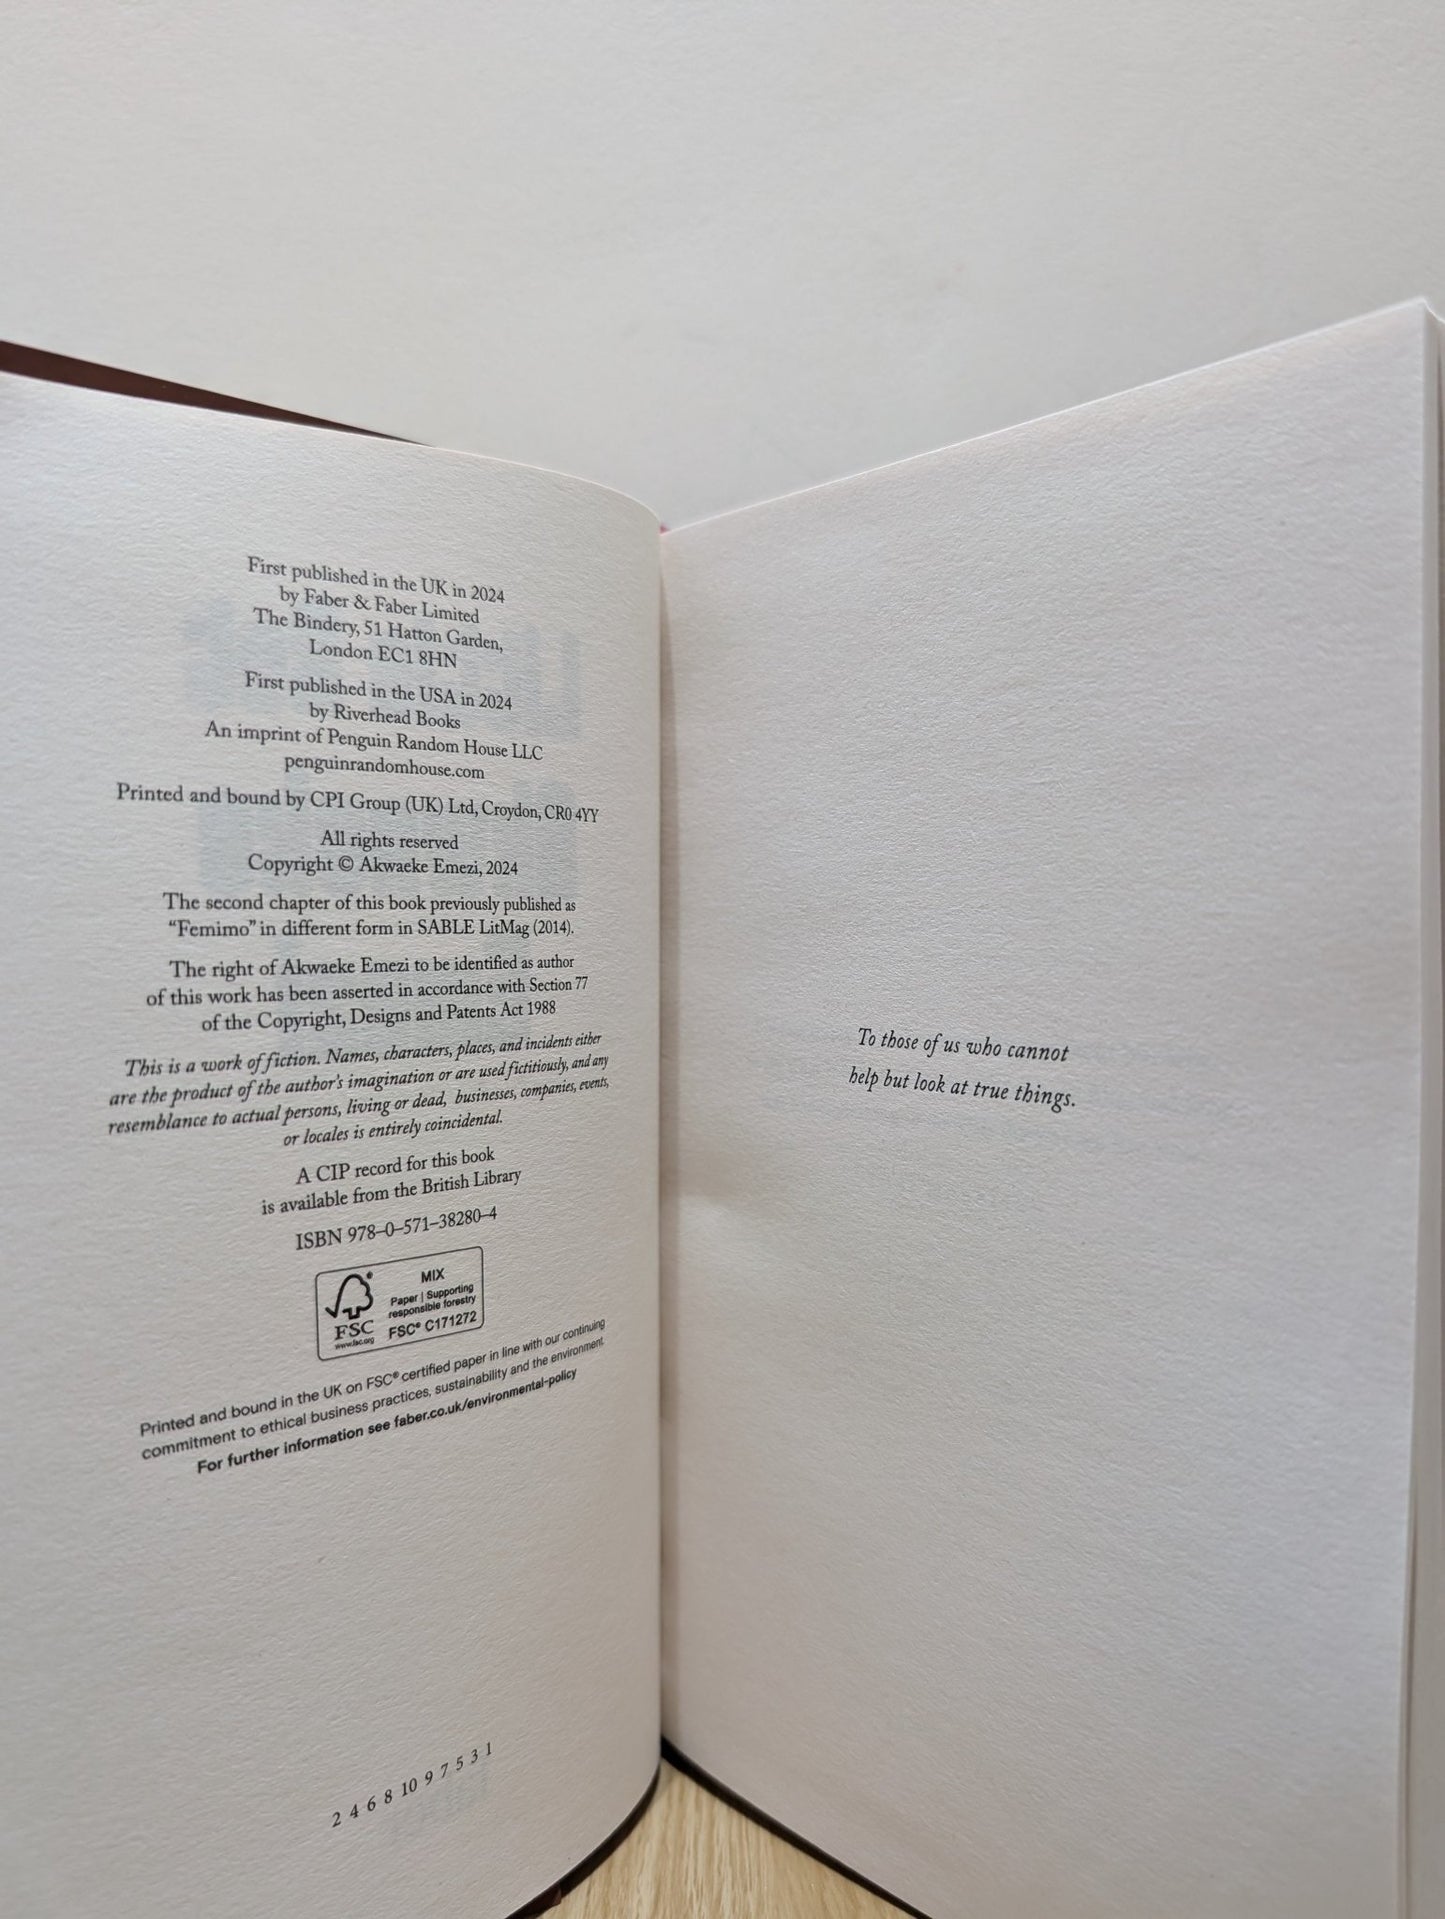 First published in the UK in 2024
by Faber & Faber Limited
The Bindery, 51 Hatton Garden,
London EC1 8HN
First published in the USA in 2024
by Riverhead Books
An imprint of Penguin Random House LLC
penguinrandomhouse.com
Printed and bound by CPI Group (UK) Ltd, Croydon, CR0 4YY
All rights reserved
Copyright © Akwaeke Emezi, 2024
The second chapter of this book previously published as
“Femimo” in different form in SABLE LitMag (2014).
The right of Akwaeke Emezi to be identified as author
of this work has been asserted in accordance with Section 77
of the Copyright, Designs and Patents Act 1988
This is a work of fiction. Names, characters, places, and incidents either
are the product of the author’s imagination or are used fictitiously, and any
resemblance to actual persons, living or dead, businesses, companies, events,
or locales is entirely coincidental.
A CIP record for this book
is available from the British Library
ISBN 978–0–571–38280–4
MIX
Paper | Supporting
responsible forestry
FSC® C171272
FSC
www.fsc.org
Printed and bound in the UK on FSC® certified paper in line with our continuing
commitment to ethical business practices, sustainability and the environment.
For further information see faber.co.uk/environmental-policy
2 4 6 8 10 9 7 5 3 1
To those of us who cannot
help but look at true things.